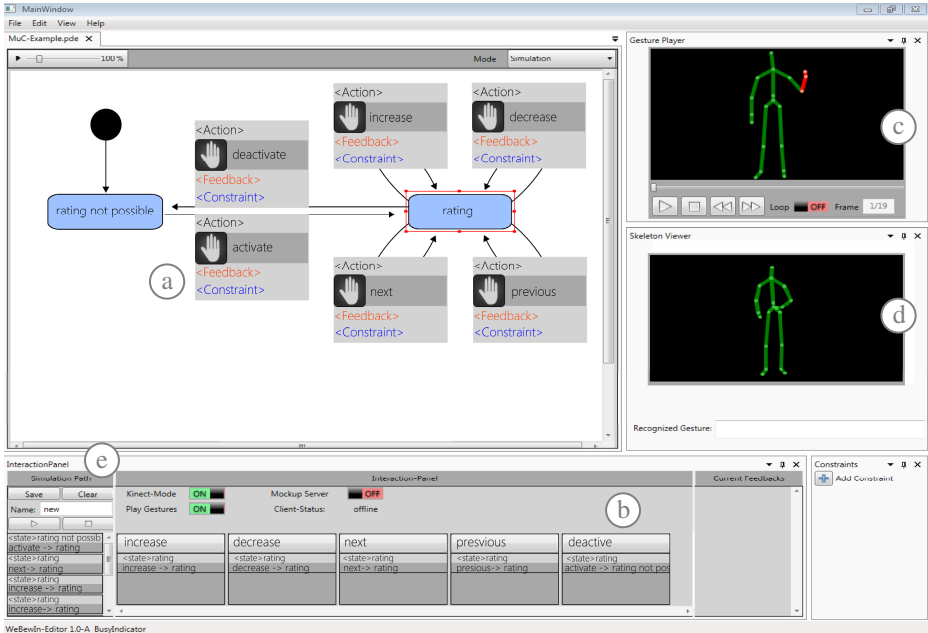 MainWindow
File Edit View Help
MuC-Example.pde
100%
Mode Simulation
<Action>
increase
<Feedback>
<Constraint>
<Action>
decrease
<Feedback>
<Constraint>
<Action>
deactivate
<Feedback>
<Constraint>
rating not possible
rating
<Action>
activate
<Feedback>
<Constraint>
a
<Action>
next
<Feedback>
<Constraint>
<Action>
previous
<Feedback>
<Constraint>
Gesture Player
c
Loop OFF Frame 1/19
Skeleton Viewer
d
Recognized Gesture:
e
InteractionPanel
Simulation Path
Save Clear
Name: new
<state>rating not possib
activate -> rating
<state>rating
next-> rating
<state>rating
increase -> rating
<state>rating
increase-> rating
Interaction-Panel
Kinect-Mode ON Mockup Server OFF
Play Gestures ON Client-Status: offline
b
increase
<state>rating
increase -> rating
decrease
<state>rating
decrease -> rating
next
<state>rating
next-> rating
presvious
<state>rating
presious-> rating
deactive
<state>rating
activate -> rating not pos
Current Feedbacks
Constraints
Add Constraint
WeBewIn-Editor 1.0-A BusyIndicator